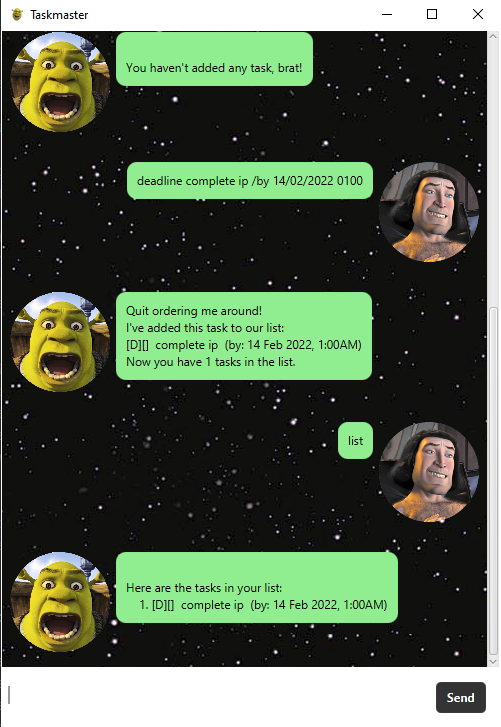 Taskmaster
You haven't added any task, brat!
deadline complete ip /by 14/02/2022 0100
Quit ordering me around!
I've added this task to our list:
[D][]  complete ip  (by: 14 Feb 2022, 1:00AM)
Now you have 1 tasks in the list.
list
Here are the tasks in your list:
1. [D][]  complete ip  (by: 14 Feb 2022, 1:00AM)
Send